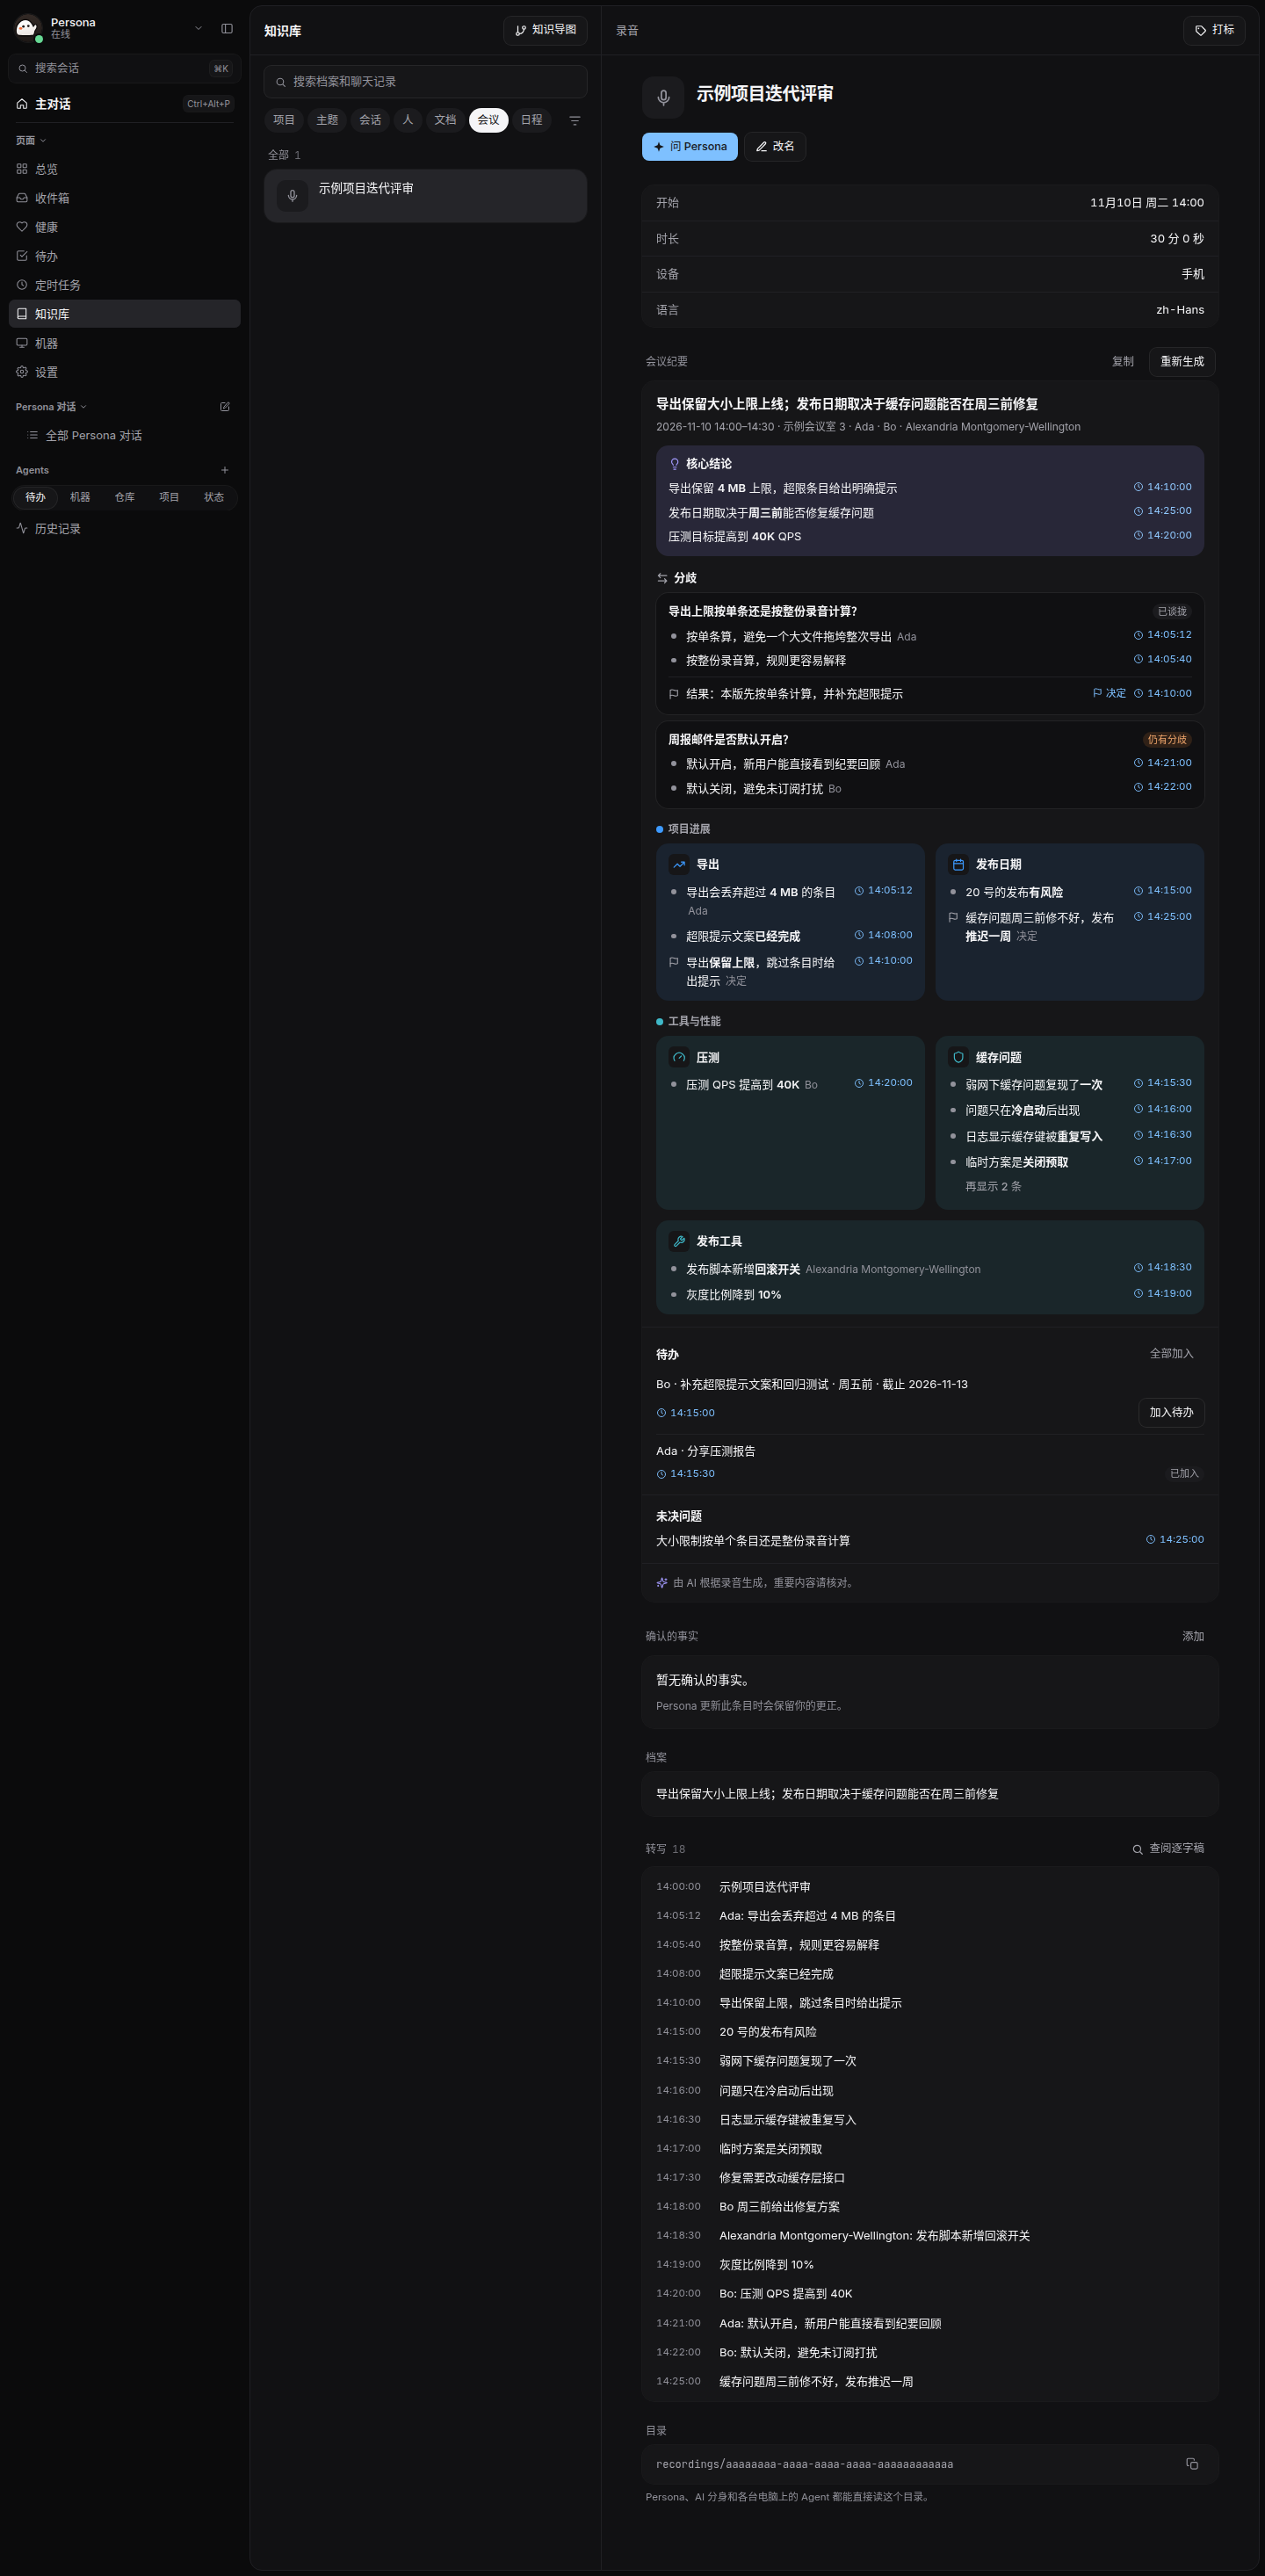 Persona
在线
搜索会话
⌘K
主对话
Ctrl+Alt+P
页面
总览
收件箱
健康
待办
定时任务
知识库
机器
设置
Persona 对话
全部 Persona 对话
Agents
待办 机器 仓库 项目 状态
历史记录
知识库
知识导图
搜索档案和聊天记录
项目 主题 会话 人 文档 会议 日程
全部 1
示例项目迭代评审
录音
打标
示例项目迭代评审
问 Persona
改名
开始 11月10日 周二 14:00
时长 30 分 0 秒
设备 手机
语言 zh-Hans
会议纪要 复制 重新生成
导出保留大小上限上线；发布日期取决于缓存问题能否在周三前修复
2026-11-10 14:00–14:30 · 示例会议室 3 · Ada · Bo · Alexandria Montgomery-Wellington
核心结论
导出保留 4 MB 上限，超限条目给出明确提示 14:10:00
发布日期取决于周三前能否修复缓存问题 14:25:00
压测目标提高到 40K QPS 14:20:00
分歧
导出上限按单条还是按整份录音计算？ 已谈拢
按单条算，避免一个大文件拖垮整次导出 Ada 14:05:12
按整份录音算，规则更容易解释 14:05:40
结果：本版先按单条计算，并补充超限提示 决定 14:10:00
周报邮件是否默认开启？ 仍有分歧
默认开启，新用户能直接看到纪要回顾 Ada 14:21:00
默认关闭，避免未订阅打扰 Bo 14:22:00
项目进展
导出
导出会丢弃超过 4 MB 的条目 14:05:12
Ada
超限提示文案已经完成 14:08:00
导出保留上限，跳过条目时给 14:10:00
出提示 决定
发布日期
20 号的发布有风险 14:15:00
缓存问题周三前修不好，发布 14:25:00
推迟一周 决定
工具与性能
压测
压测 QPS 提高到 40K Bo 14:20:00
缓存问题
弱网下缓存问题复现了一次 14:15:30
问题只在冷启动后出现 14:16:00
日志显示缓存键被重复写入 14:16:30
临时方案是关闭预取 14:17:00
再显示 2 条
发布工具
发布脚本新增回滚开关 Alexandria Montgomery-Wellington 14:18:30
灰度比例降到 10% 14:19:00
待办 全部加入
Bo · 补充超限提示文案和回归测试 · 周五前 · 截止 2026-11-13
14:15:00 加入待办
Ada · 分享压测报告
14:15:30 已加入
未决问题
大小限制按单个条目还是整份录音计算 14:25:00
由 AI 根据录音生成，重要内容请核对。
确认的事实 添加
暂无确认的事实。
Persona 更新此条目时会保留你的更正。
档案
导出保留大小上限上线；发布日期取决于缓存问题能否在周三前修复
转写 18 查阅逐字稿
14:00:00 示例项目迭代评审
14:05:12 Ada: 导出会丢弃超过 4 MB 的条目
14:05:40 按整份录音算，规则更容易解释
14:08:00 超限提示文案已经完成
14:10:00 导出保留上限，跳过条目时给出提示
14:15:00 20 号的发布有风险
14:15:30 弱网下缓存问题复现了一次
14:16:00 问题只在冷启动后出现
14:16:30 日志显示缓存键被重复写入
14:17:00 临时方案是关闭预取
14:17:30 修复需要改动缓存层接口
14:18:00 Bo 周三前给出修复方案
14:18:30 Alexandria Montgomery-Wellington: 发布脚本新增回滚开关
14:19:00 灰度比例降到 10%
14:20:00 Bo: 压测 QPS 提高到 40K
14:21:00 Ada: 默认开启，新用户能直接看到纪要回顾
14:22:00 Bo: 默认关闭，避免未订阅打扰
14:25:00 缓存问题周三前修不好，发布推迟一周
目录
recordings/aaaaaaaa-aaaa-aaaa-aaaa-aaaaaaaaaaaa
Persona、AI 分身和各台电脑上的 Agent 都能直接读这个目录。